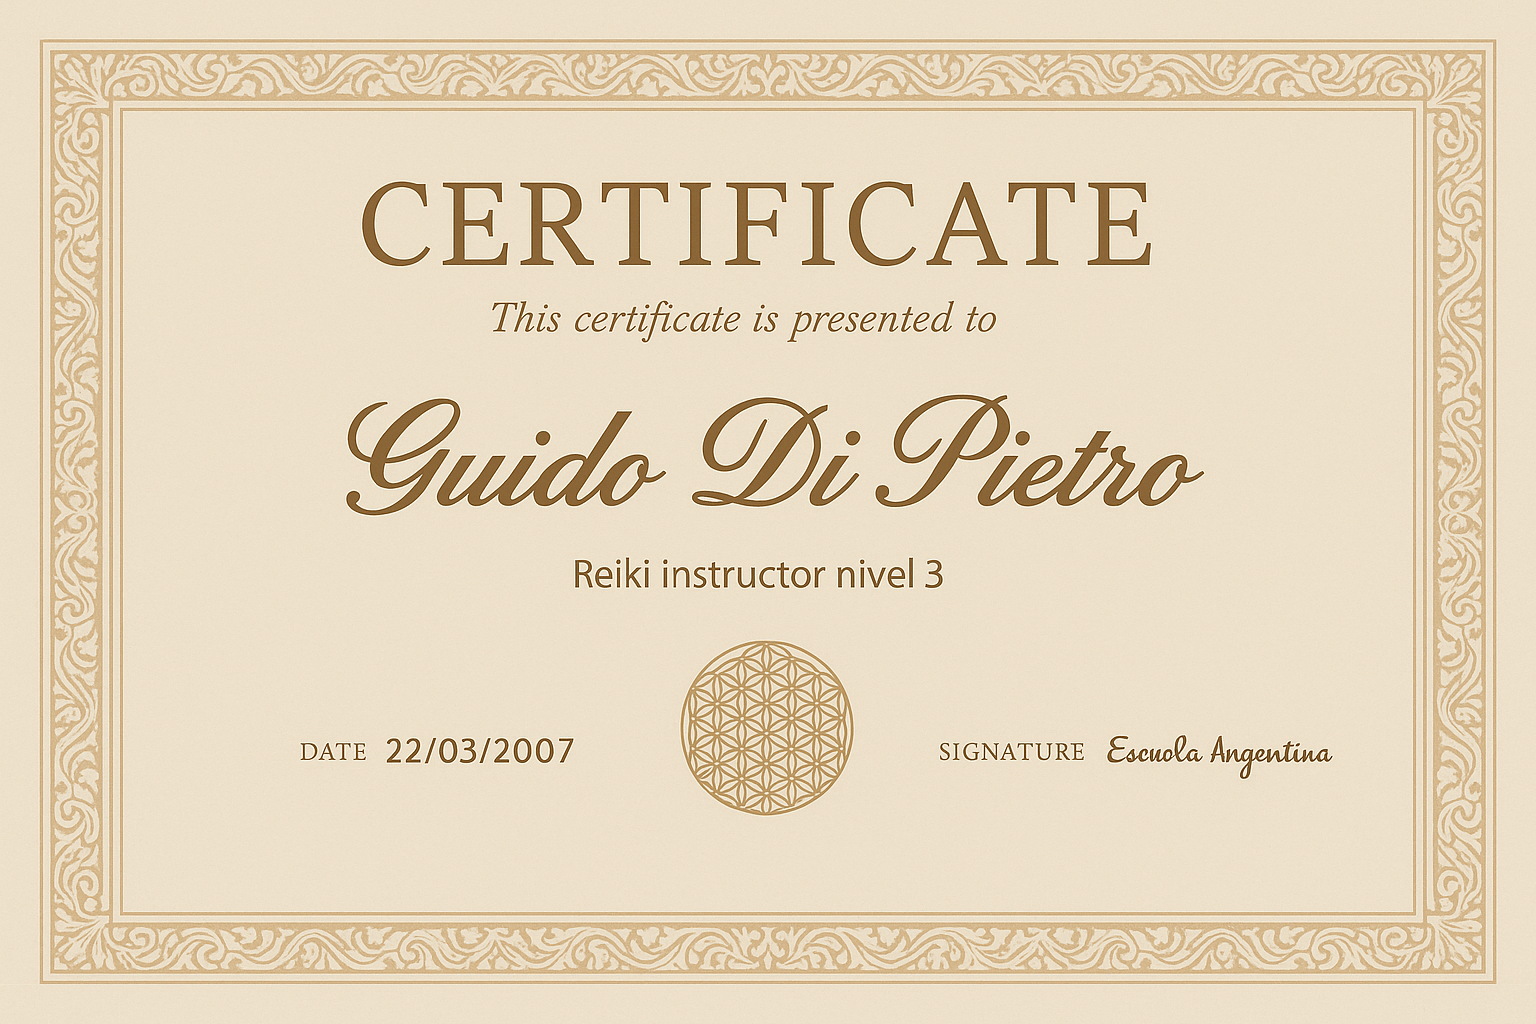 CERTIFICATE
This certificate is presented to
Guido Di Pietro
Reiki instructor nivel 3
DATE 22/03/2007
SIGNATURE Escuola Angentina